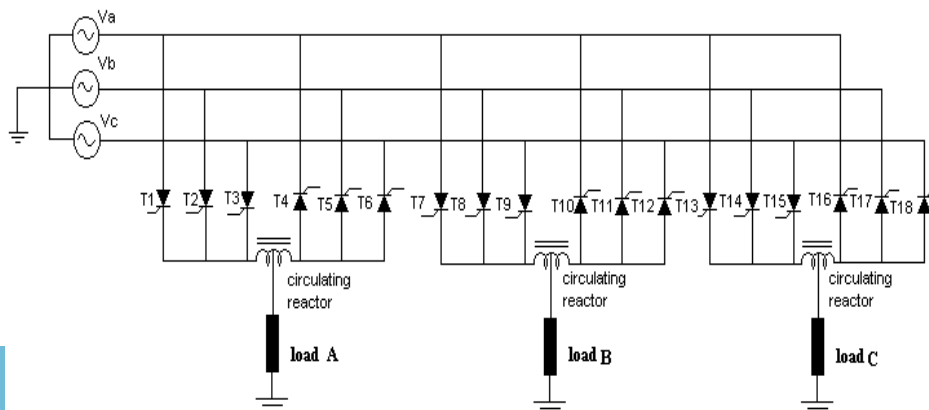 Va
Vb
Vc
T1 T2 T3 T4 T5 T6 T7 T8 T9 T10 T11 T12 T13 T14 T15 T16 T17 T18
circulating reactor
circulating reactor
circulating reactor
load A
load B
load C